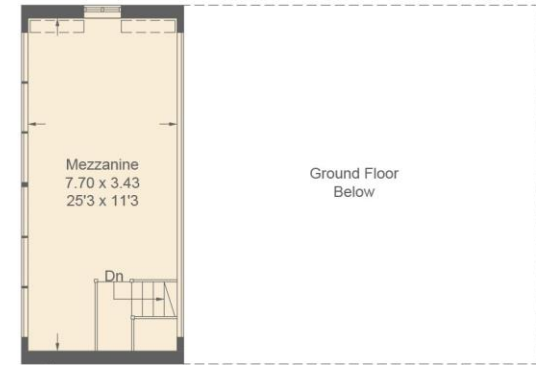 Mezzanine
7.70 x 3.43
25'3 x 11'3
Ground Floor
Below
Dn